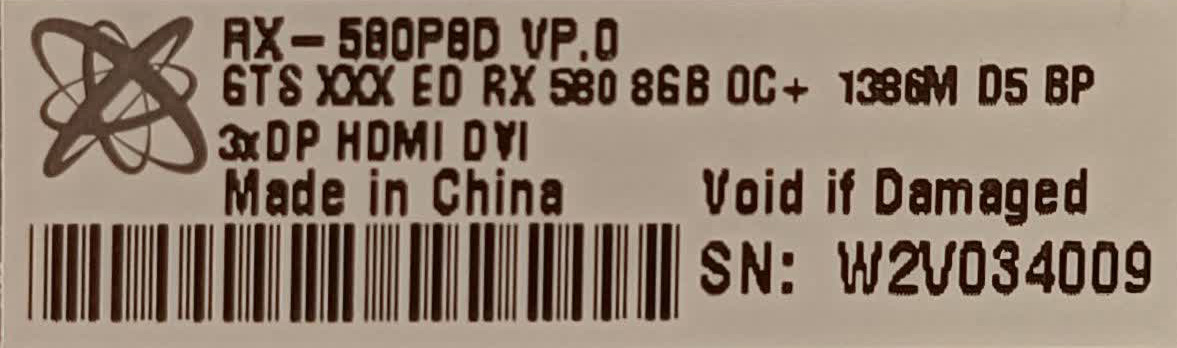 RX-580P8D VP.0
GTS XXX ED RX 580 8GB OC+ 1386M D5 BP
3xDP HDMI DVI
Made in China
Void if Damaged
SN: W2V034009